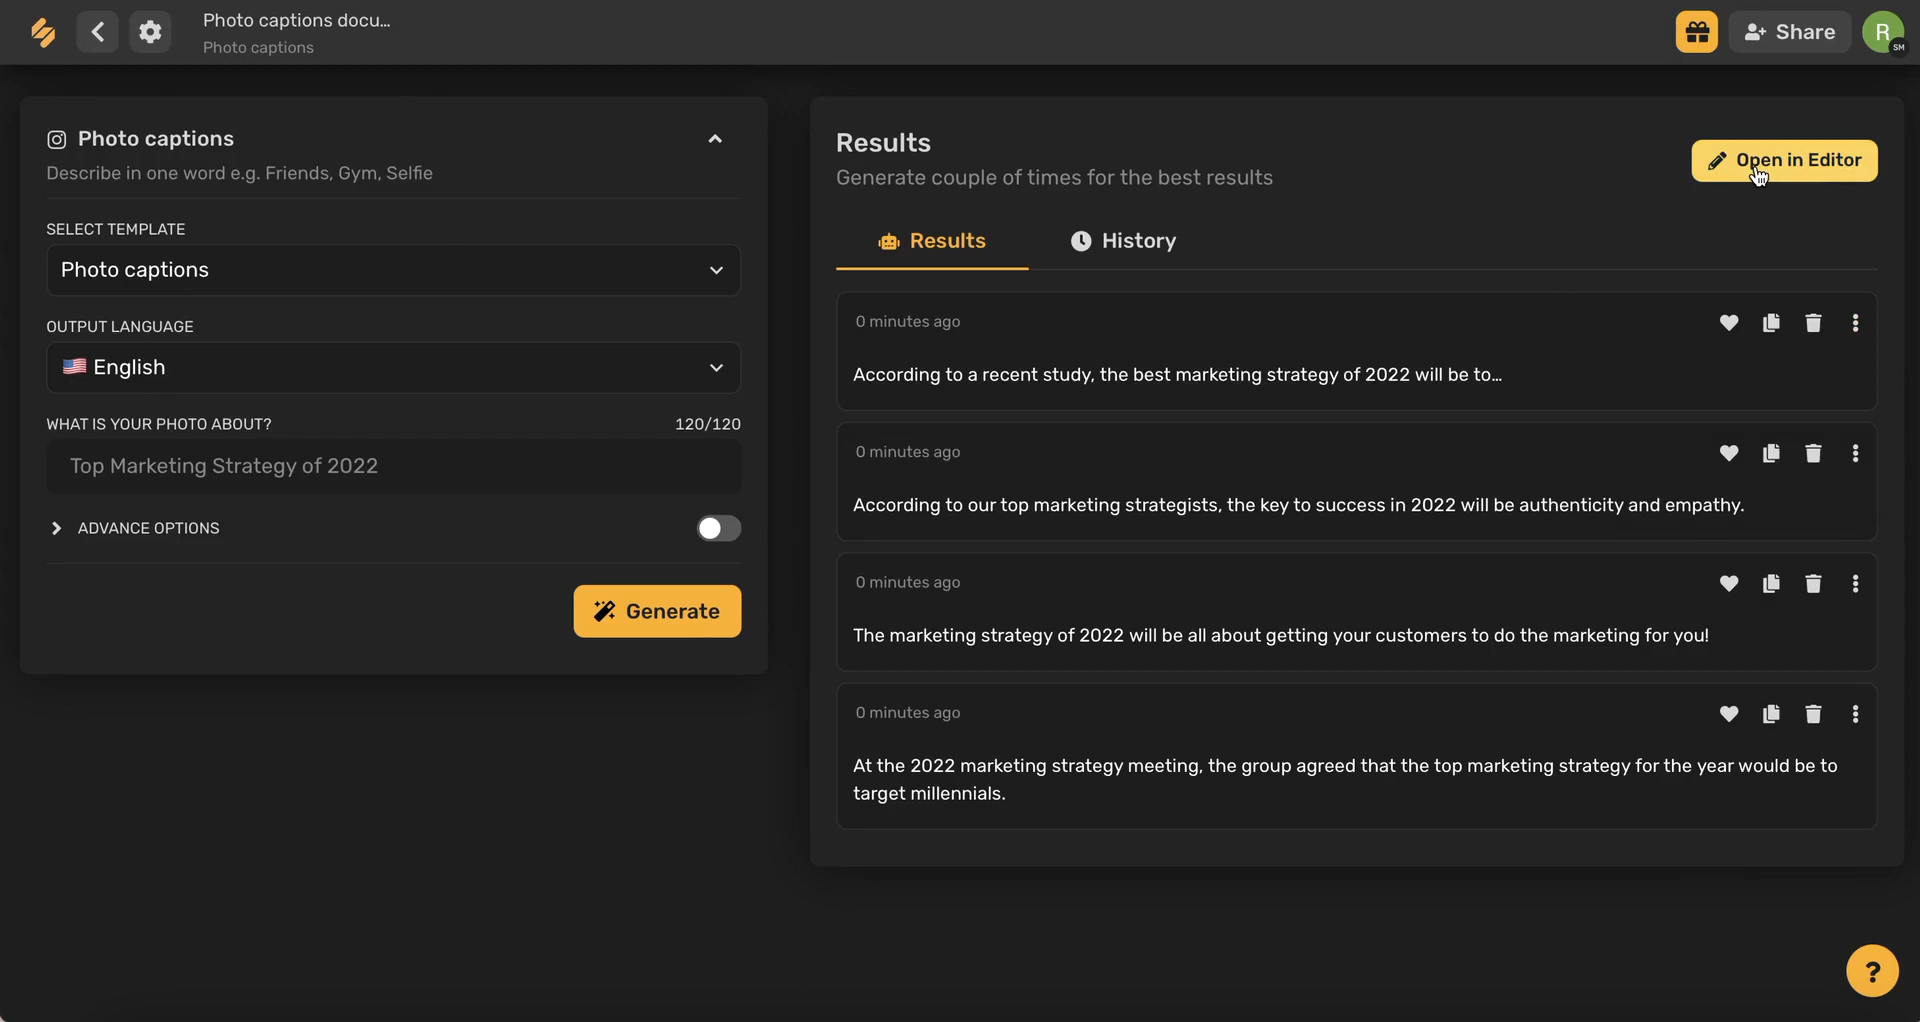 Photo captions docu...
Photo captions
Share
R
SM
Photo captions
Describe in one word e.g. Friends, Gym, Selfie
SELECT TEMPLATE
Photo captions
OUTPUT LANGUAGE
English
WHAT IS YOUR PHOTO ABOUT?
120/120
Top Marketing Strategy of 2022
ADVANCE OPTIONS
Generate
Results
Generate couple of times for the best results
Open in Editor
Results
History
0 minutes ago
According to a recent study, the best marketing strategy of 2022 will be to...
0 minutes ago
According to our top marketing strategists, the key to success in 2022 will be authenticity and empathy.
0 minutes ago
The marketing strategy of 2022 will be all about getting your customers to do the marketing for you!
0 minutes ago
At the 2022 marketing strategy meeting, the group agreed that the top marketing strategy for the year would be to
target millennials.
?